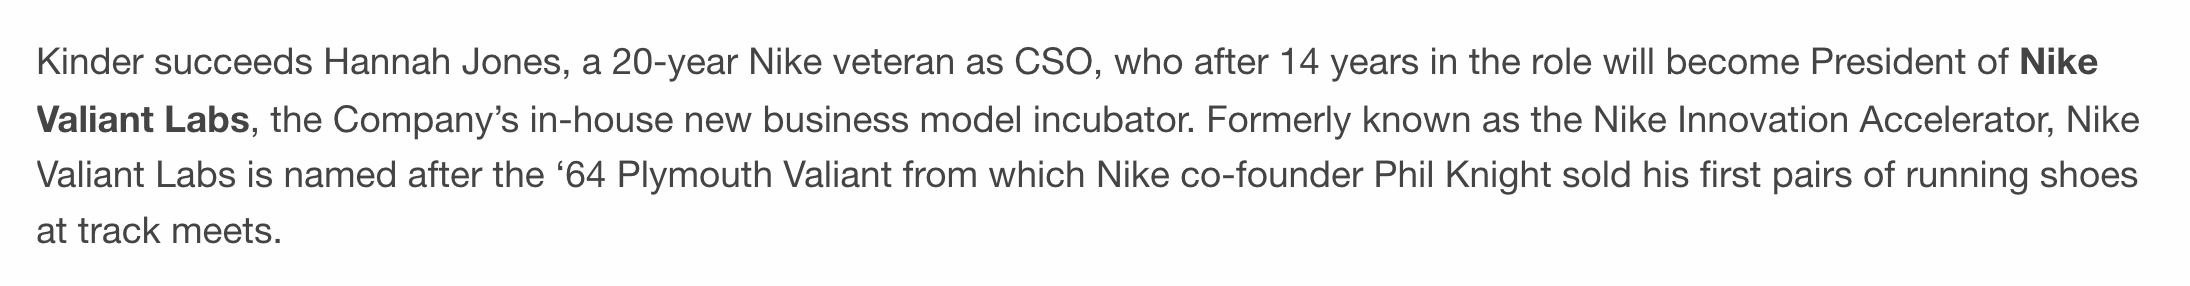 Kinder succeeds Hannah Jones, a 20-year Nike veteran as CSO, who after 14 years in the role will become President of Nike
Valiant Labs, the Company’s in-house new business model incubator. Formerly known as the Nike Innovation Accelerator, Nike
Valiant Labs is named after the ‘64 Plymouth Valiant from which Nike co-founder Phil Knight sold his first pairs of running shoes
at track meets.